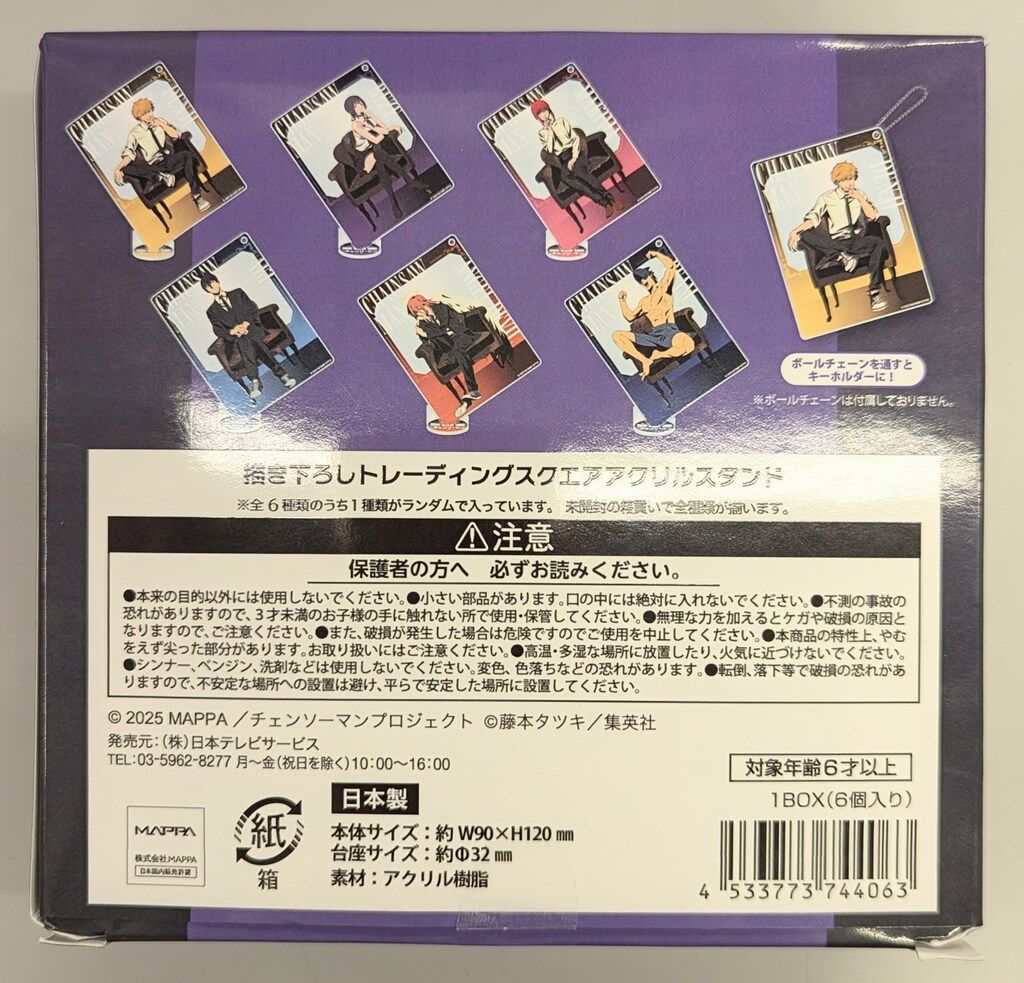 CHAINSAW
CHAINSAW
CHAINSAW
CHAINSAW
CHAINSAW
CHAINSAW
CHAINSAW
ボールチェーンを通すと
キーホルダーに！
※ボールチェーンは付属しておりません。
描き下ろしトレーディングスクエアアクリルスタンド
※全6種類のうち1種類がランダムで入っています。 未開封の箱買いで全種類が揃います。
⚠注意
保護者の方へ 必ずお読みください。
●本来の目的以外には使用しないでください。●小さい部品があります。口の中には絶対に入れないでください。●不測の事故の
恐れがありますので、3才未満のお子様の手に触れない所で使用・保管してください。●無理な力を加えるとケガや破損の原因と
なりますので、ご注意ください。●また、破損が発生した場合は危険ですのでご使用を中止してください。●本商品の特性上、やむ
をえず尖った部分があります。お取り扱いにはご注意ください。●高温・多湿な場所に放置したり、火気に近づけないでください。
●シンナー、ベンジン、洗剤などは使用しないでください。変色、色落ちなどの恐れがあります。●転倒、落下等で破損の恐れがあ
りますので、不安定な場所への設置は避け、平らで安定した場所に設置してください。
© 2025 MAPPA／チェンソーマンプロジェクト ©藤本タツキ／集英社
発売元：(株)日本テレビサービス
TEL：03-5962-8277 月～金(祝日を除く)10：00～16：00
対象年齢6才以上
1BOX(6個入り)
MAPPA
株式会社MAPPA
日本国内販売許諾
紙
箱
日本製
本体サイズ：約 W90×H120 ㎜
台座サイズ：約Φ32 ㎜
素材：アクリル樹脂
4 533773 744063